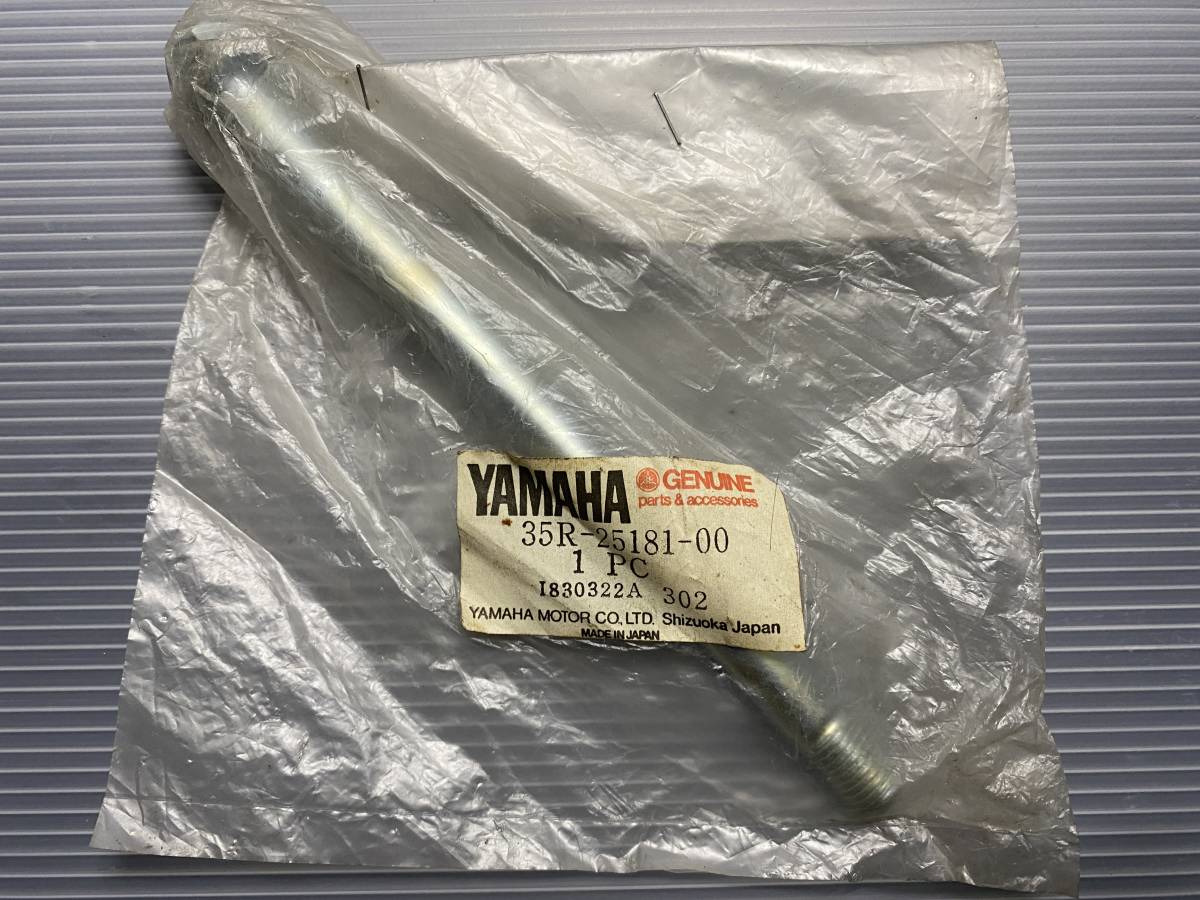 YAMAHA GENUINE
parts & accessories
35R-25181-00
1 PC
I830322A 302
YAMAHA MOTOR CO., LTD. Shizuoka Japan
MADE IN JAPAN